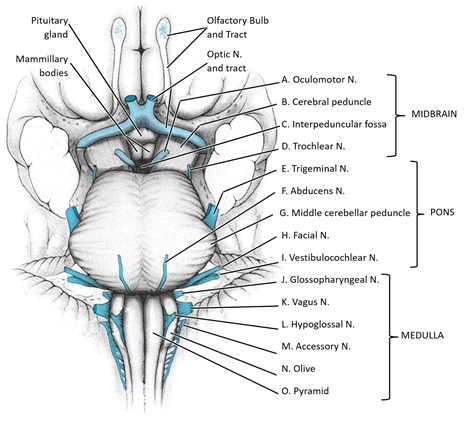 Pituitary
gland
Mammillary
bodies
Olfactory Bulb
and Tract
Optic N.
and tract
A. Oculomotor N.
B. Cerebral peduncle
C. Interpeduncular fossa
D. Trochlear N.
MIDBRAIN
E. Trigeminal N.
F. Abducens N.
G. Middle cerebellar peduncle
H. Facial N.
I. Vestibulocochlear N.
PONS
J. Glossopharyngeal N.
K. Vagus N.
L. Hypoglossal N.
M. Accessory N.
N. Olive
O. Pyramid
MEDULLA